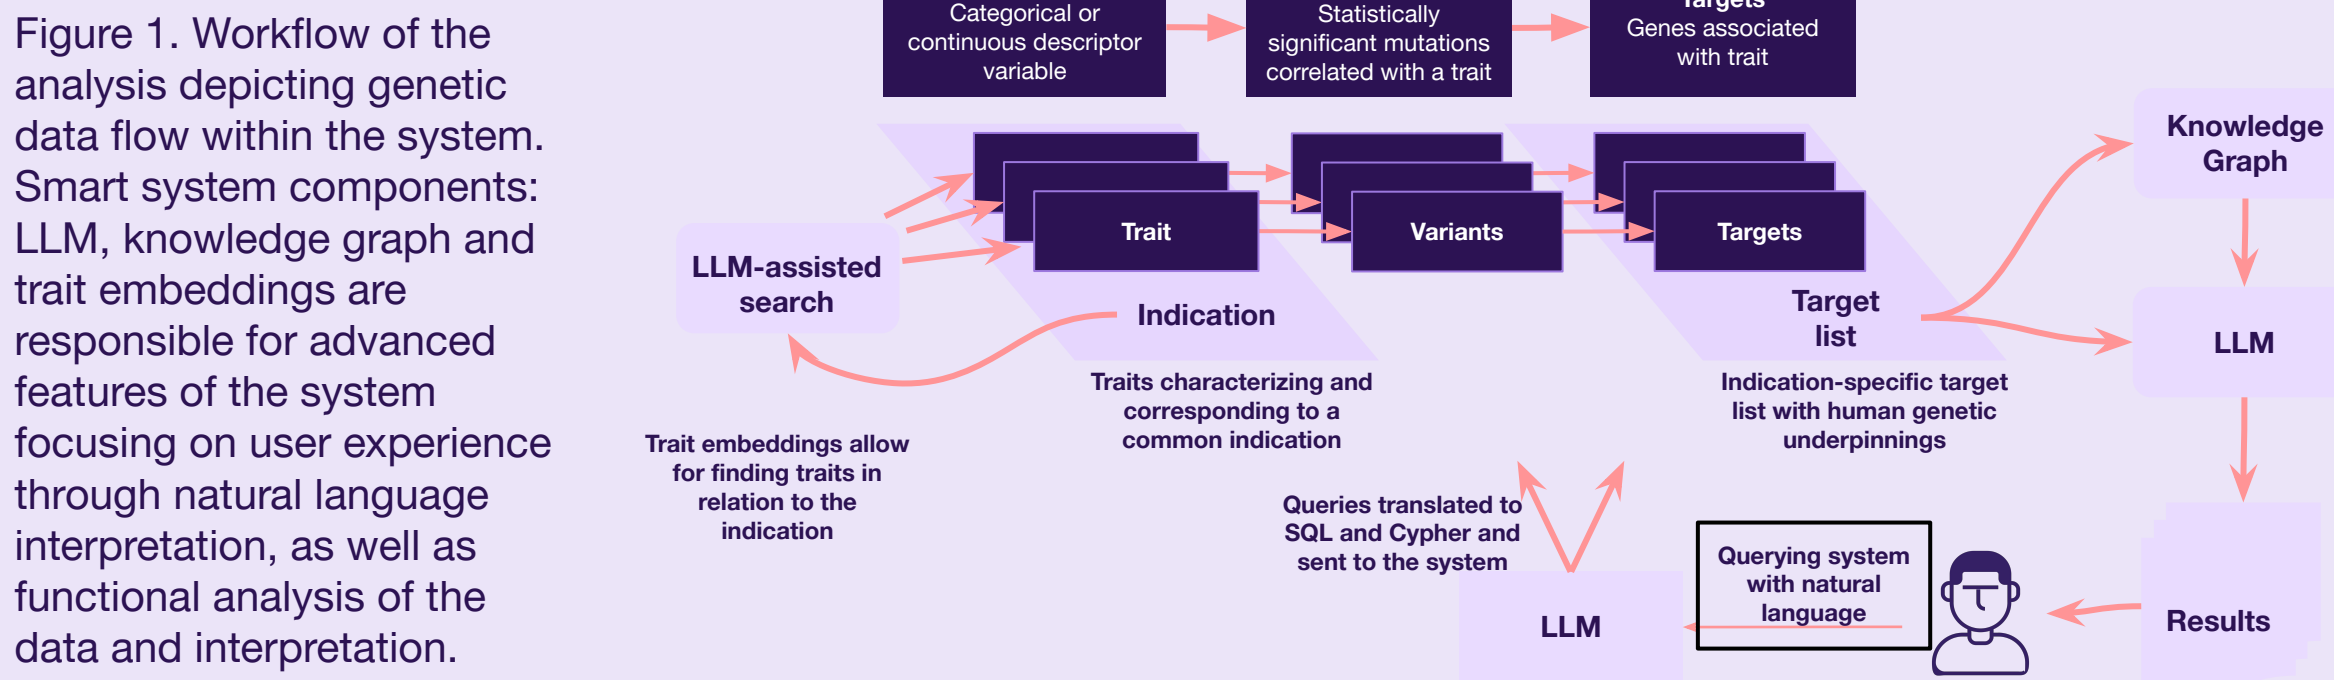 Figure 1. Workflow of the
analysis depicting genetic
data flow within the system.
Smart system components:
LLM, knowledge graph and
trait embeddings are
responsible for advanced
features of the system
focusing on user experience
through natural language
interpretation, as well as
functional analysis of the
data and interpretation.
Categorical or
continuous descriptor
variable
Statistically
significant mutations
correlated with a trait
Targets
Genes associated
with trait
Trait
Variants
Targets
Knowledge
Graph
LLM-assisted
search
Indication
Target
list
LLM
Traits characterizing and
corresponding to a
common indication
Indication-specific target
list with human genetic
underpinnings
Trait embeddings allow
for finding traits in
relation to the
indication
Queries translated to
SQL and Cypher and
sent to the system
Querying system
with natural
language
LLM
Results